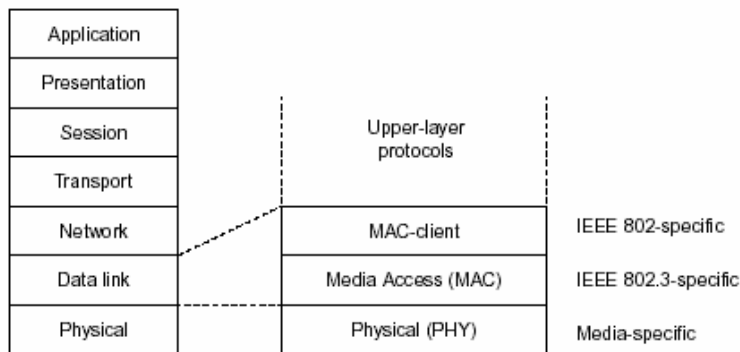 Application
Presentation
Session
Transport
Network
Data link
Physical
Upper-layer
protocols
MAC-client
Media Access (MAC)
Physical (PHY)
IEEE 802-specific
IEEE 802.3-specific
Media-specific